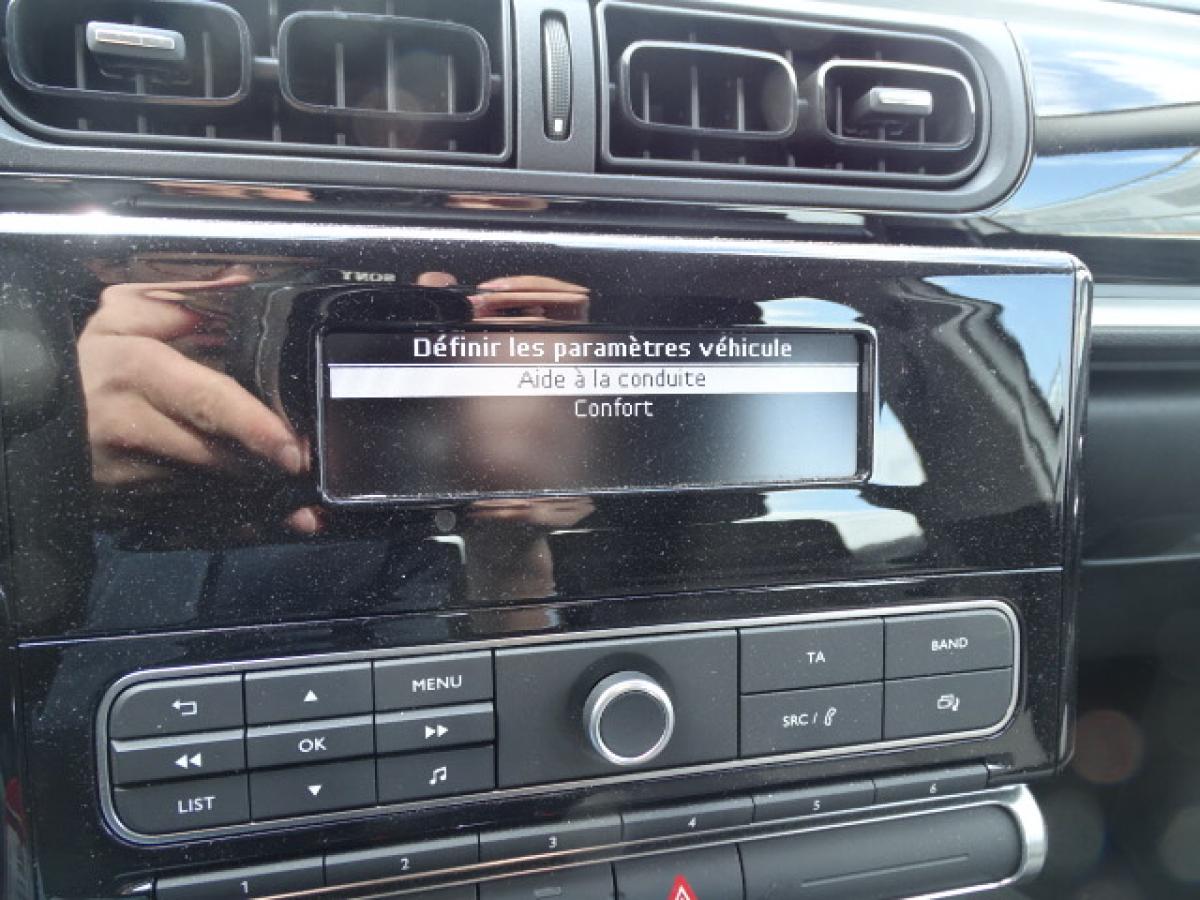 SONY
Définir les paramètres véhicule
Aide à la conduite
Confort
MENU
TA
BAND
OK
SRC /
LIST
1
2
3
4
5
6